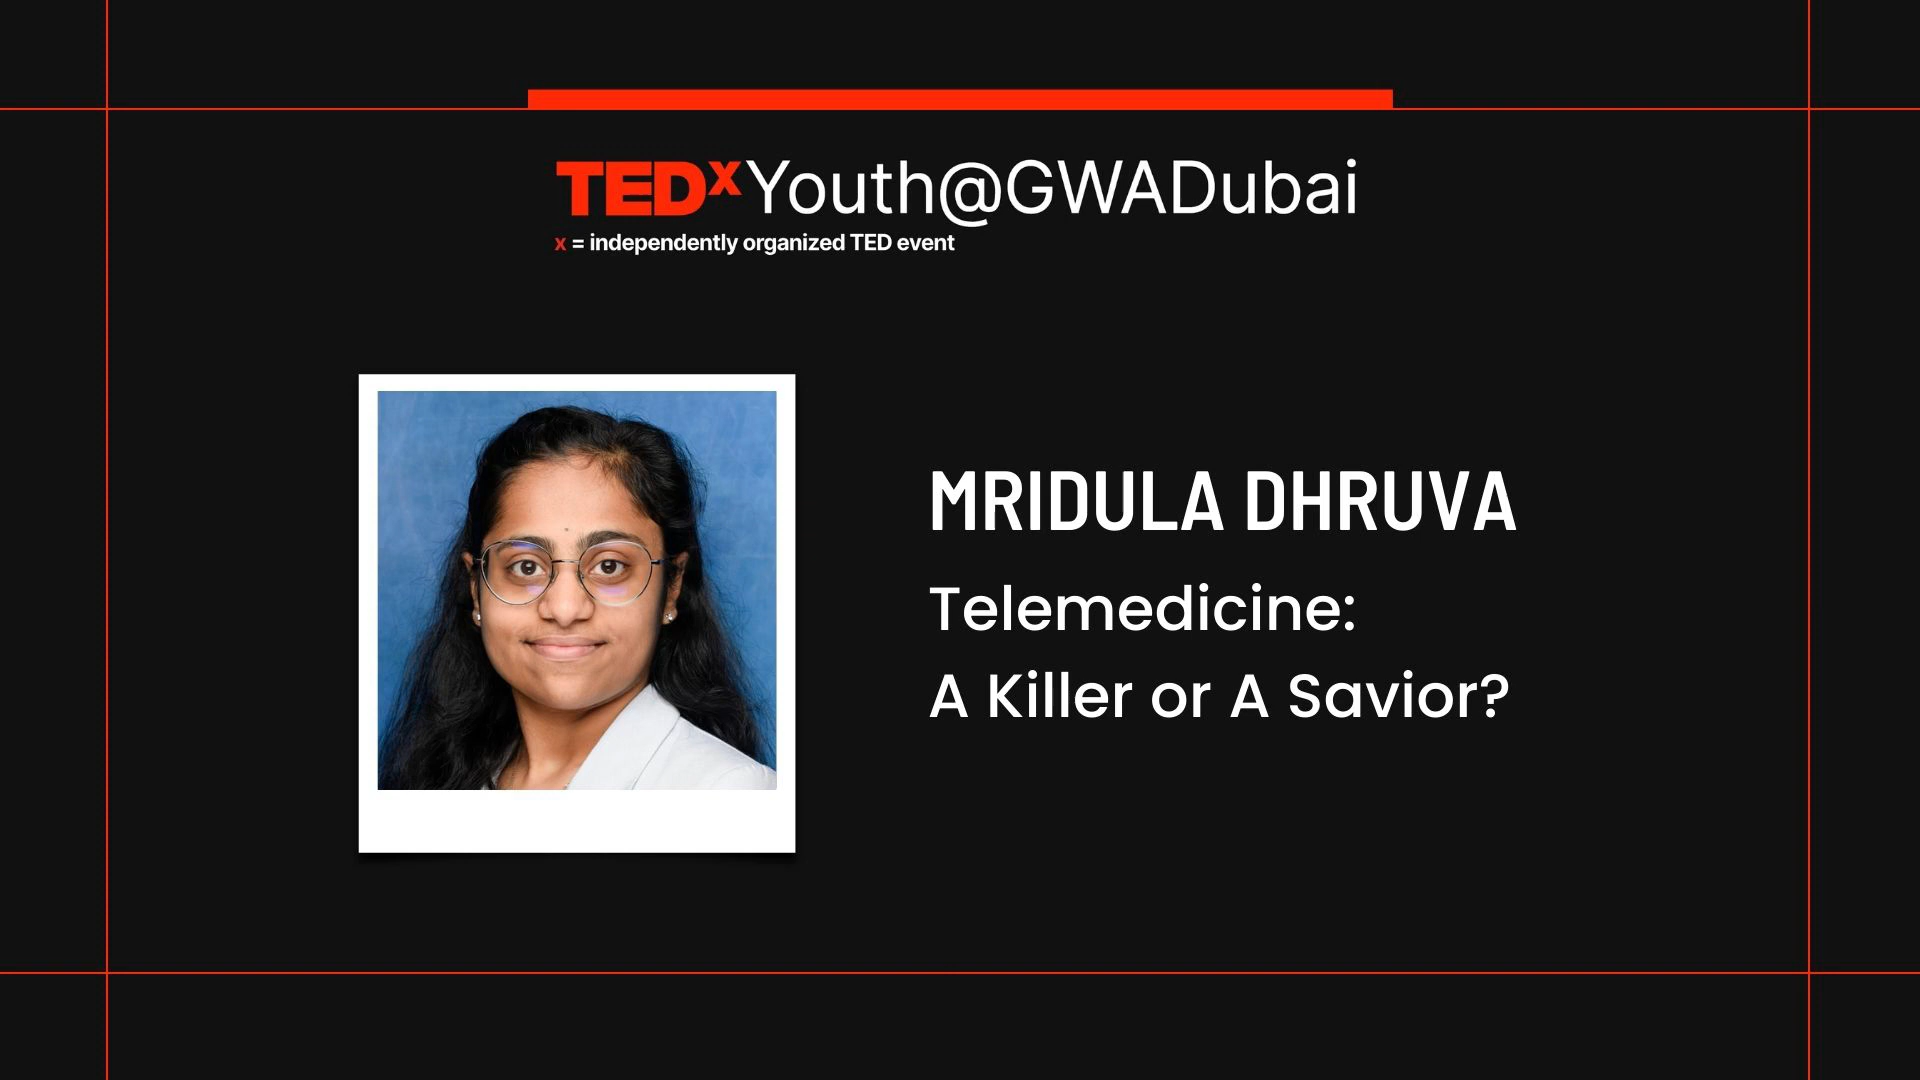 TEDxYouth@GWADubai
x = independently organized TED event
MRIDULA DHRUVA
Telemedicine:
A Killer or A Savior?